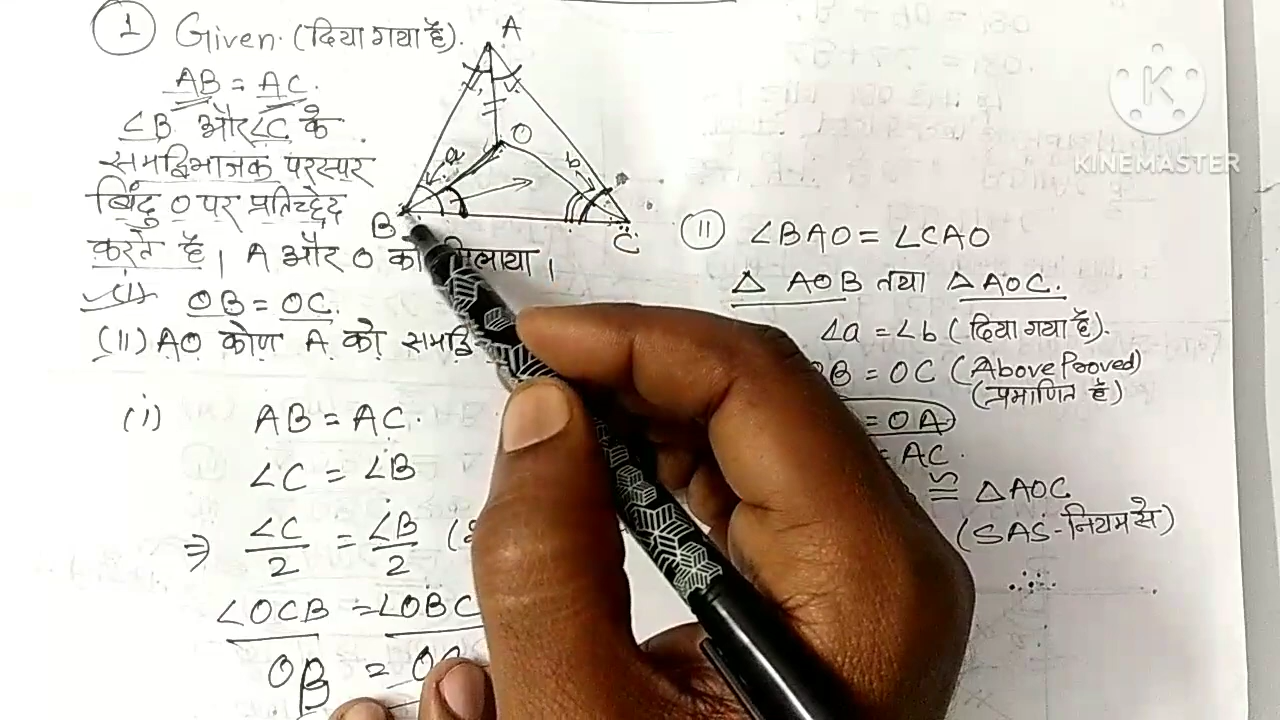 1 Given. (दिया गया है).
AB = AC.
∠B और ∠C के
समद्विभाजक परस्पर
बिंदु O पर प्रतिच्छेद
करते है। A और O को मिलाया।
(i) OB = OC.
(II) AO कोण A को
(i) AB = AC.
∠C = ∠B
⇒ ∠C/2 = ∠B/2
∠OCB = ∠OBC
OB =
A
O
a
b
B
C
II ∠BAO = ∠CAO
△ AOB तथा △AOC.
∠a = ∠b (दिया गया है).
OB = OC (Above Prooved)
(प्रमाणित है)
= OA
= AC.
≅ △AOC
(SAS-नियम से)
K
KINEMASTER